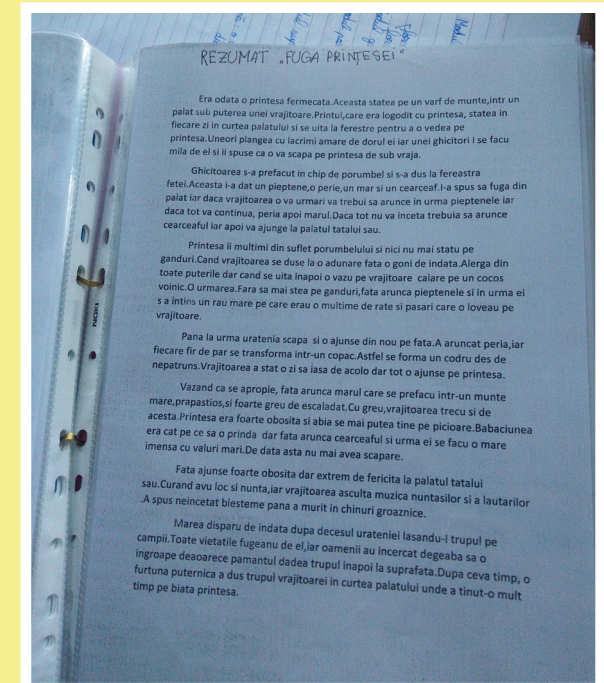 REZUMAT „FUGA PRINȚESEI"
Era odata o printesa fermecata.Aceasta statea pe un varf de munte,intr un
palat sub puterea unei vrajitoare.Printul,care era logodit cu printesa, statea in
fiecare zi in curtea palatului si se uita la ferestre pentru a o vedea pe
printesa.Uneori plangea cu lacrimi amare de dorul ei iar unei ghicitori I se facu
mila de el si ii spuse ca o va scapa pe printesa de sub vraja.
Ghicitoarea s-a prefacut in chip de porumbel si s-a dus la fereastra
fetei.Aceasta i-a dat un pieptene,o perie,un mar si un cearceaf.I-a spus sa fuga din
palat iar daca vrajitoarea o va urmari va trebui sa arunce in urma pieptenele iar
daca tot va continua, peria apoi marul.Daca tot nu va inceta trebuia sa arunce
cearceaful iar apoi va ajunge la palatul tatalui sau.
Printesa ii multimi din suflet porumbelului si nici nu mai statu pe
ganduri.Cand vrajitoarea se duse la o adunare fata o goni de indata.Alerga din
toate puterile dar cand se uita inapoi o vazu pe vrajitoare calare pe un cocos
voinic.O urmarea.Fara sa mai stea pe ganduri,fata arunca pieptenele si in urma ei
s a intins un rau mare pe care erau o multime de rate si pasari care o loveau pe
vrajitoare.
Pana la urma uratenia scapa si o ajunse din nou pe fata.A aruncat peria,iar
fiecare fir de par se transforma intr-un copac.Astfel se forma un codru des de
nepatruns.Vrajitoarea a stat o zi sa iasa de acolo dar tot o ajunse pe printesa.
Vazand ca se apropie, fata arunca marul care se prefacu intr-un munte
mare,prapastios,si foarte greu de escaladat.Cu greu,vrajitoarea trecu si de
acesta.Printesa era foarte obosita si abia se mai putea tine pe picioare.Babaciunea
era cat pe ce sa o prinda dar fata arunca cearceaful si urma ei se facu o mare
imensa cu valuri mari.De data asta nu mai avea scapare.
Fata ajunse foarte obosita dar extrem de fericita la palatul tatalui
sau.Curand avu loc si nunta,iar vrajitoarea asculta muzica nuntasilor si a lautarilor
.A spus neincetat blesteme pana a murit in chinuri groaznice.
Marea disparu de indata dupa decesul urateniei lasandu-i trupul pe
campii.Toate vietatile fugeanu de el,iar oamenii au incercat degeaba sa o
ingroape deaoarece pamantul dadea trupul inapoi la suprafata.Dupa ceva timp, o
furtuna puternica a dus trupul vrajitoarei in curtea palatului unde a tinut-o mult
timp pe biata printesa.